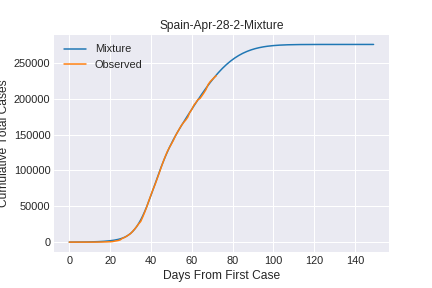 Spain-Apr-28-2-Mixture
Mixture
Observed
250000
200000
150000
100000
50000
0
Cumulative Total Cases
0 20 40 60 80 100 120 140
Days From First Case